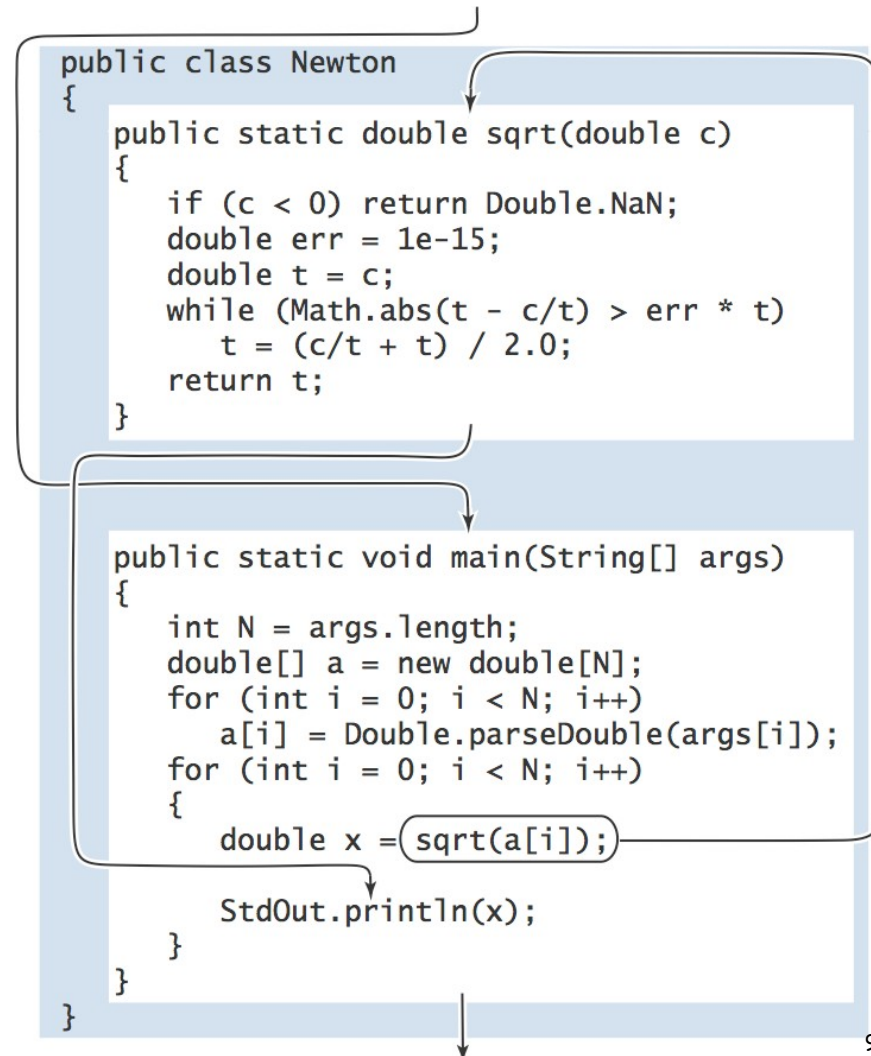 public class Newton
{
public static double sqrt(double c)
{
if (c < 0) return Double.NaN;
double err = 1e-15;
double t = c;
while (Math.abs(t - c/t) > err * t)
t = (c/t + t) / 2.0;
return t;
}
public static void main(String[] args)
{
int N = args.length;
double[] a = new double[N];
for (int i = 0; i < N; i++)
a[i] = Double.parseDouble(args[i]);
for (int i = 0; i < N; i++)
{
double x = sqrt(a[i]);
StdOut.println(x);
}
}
}